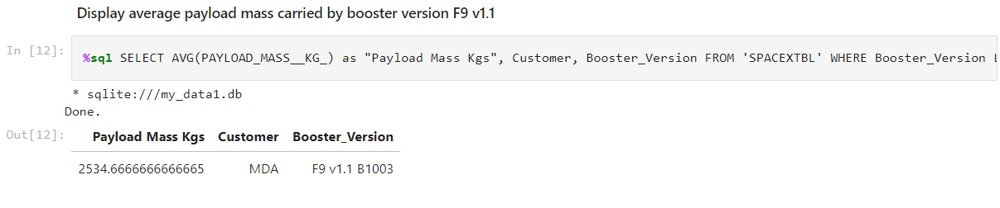 Display average payload mass carried by booster version F9 v1.1
In [12]: %sql SELECT AVG(PAYLOAD_MASS__KG_) as "Payload Mass Kgs", Customer, Booster_Version FROM 'SPACEXTBL' WHERE Booster_Version
* sqlite:///my_data1.db
Done.
Out[12]: Payload Mass Kgs Customer Booster_Version
2534.6666666666665 MDA F9 v1.1 B1003